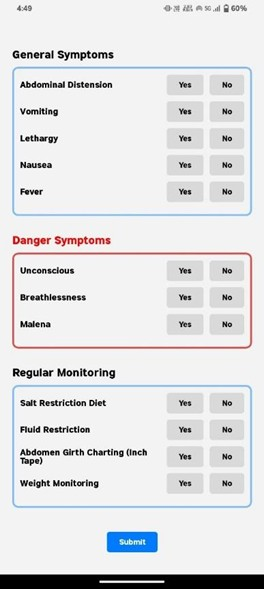 4:49
5G
60%
General Symptoms
Abdominal Distension Yes No
Vomiting Yes No
Lethargy Yes No
Nausea Yes No
Fever Yes No
Danger Symptoms
Unconscious Yes No
Breathlessness Yes No
Malena Yes No
Regular Monitoring
Salt Restriction Diet Yes No
Fluid Restriction Yes No
Abdomen Girth Charting (Inch
Tape) Yes No
Weight Monitoring Yes No
Submit